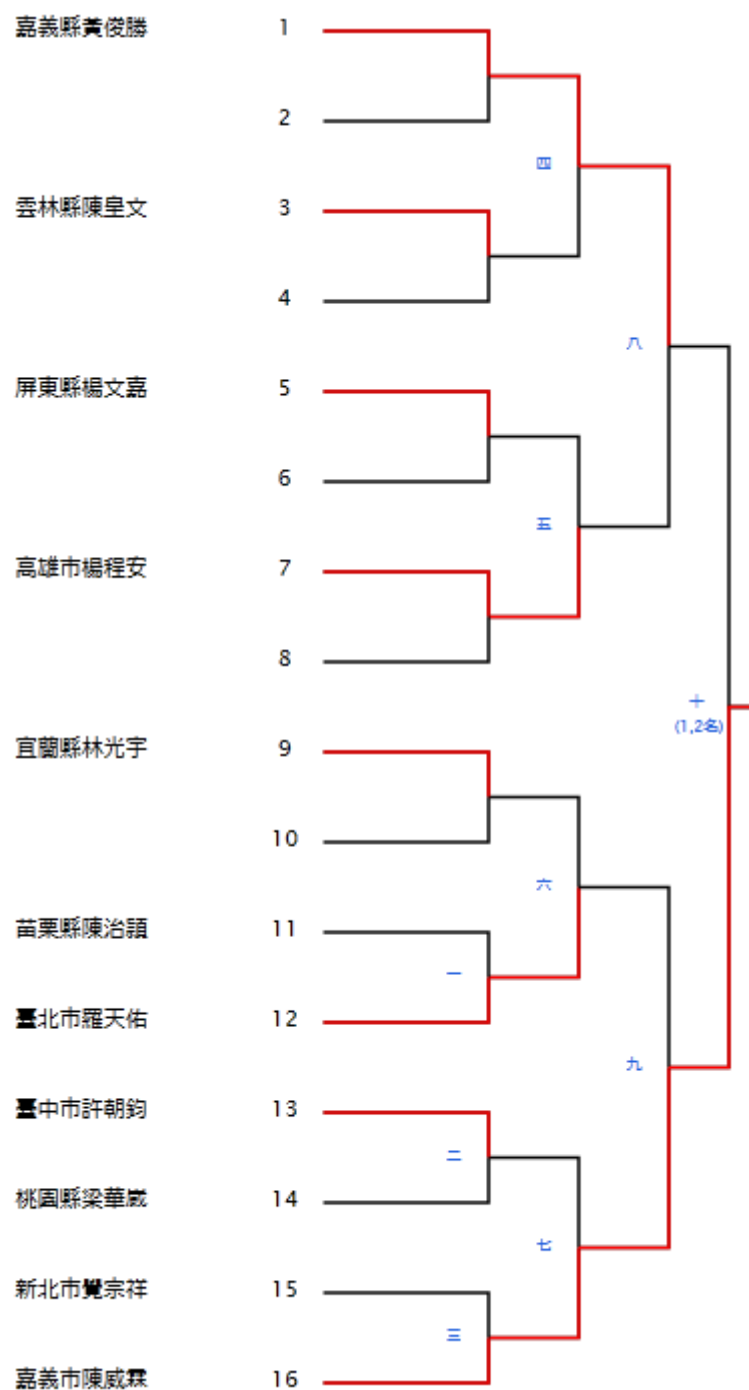 嘉義縣黃俊勝 1
2
四
雲林縣陳皇文 3
4
八
屏東縣楊文嘉 5
6
五
高雄市楊程安 7
8
十
(1,2名)
宜蘭縣林光宇 9
10
六
苗栗縣陳治穎 11
一
臺北市羅天佑 12
九
臺中市許朝鈞 13
二
桃園縣梁華崴 14
七
新北市覺宗祥 15
三
嘉義市陳威霖 16